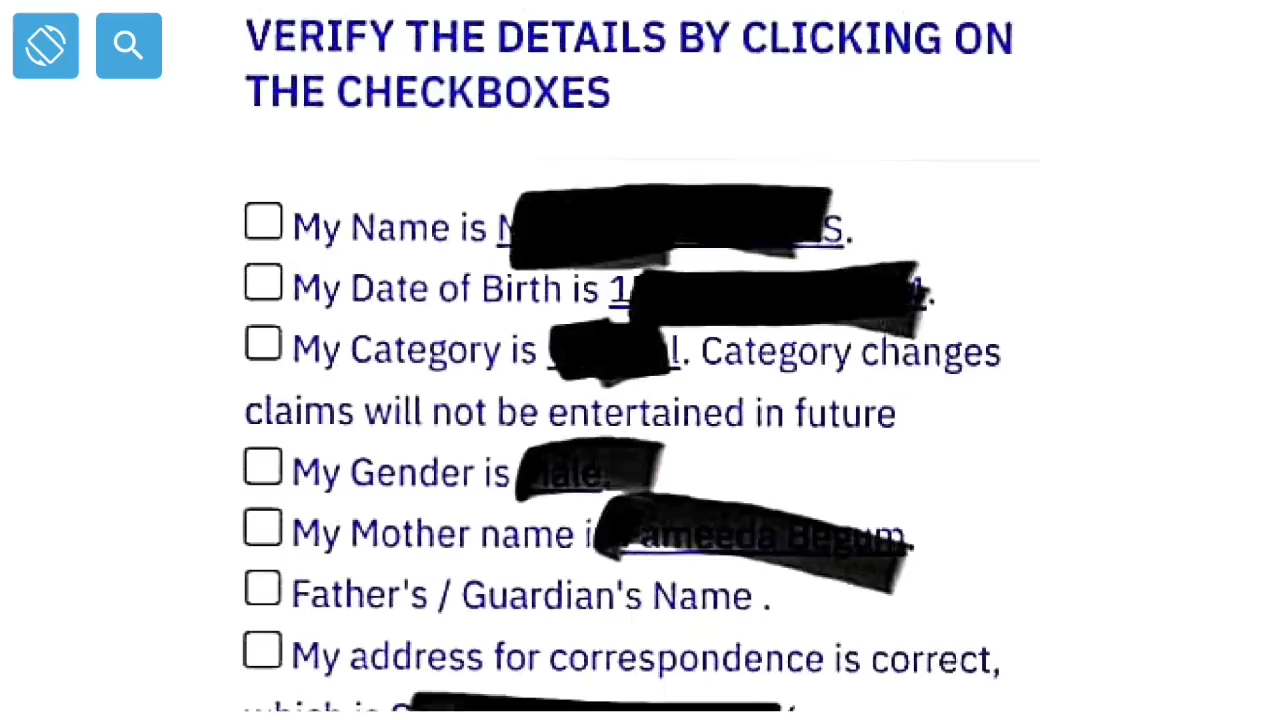 VERIFY THE DETAILS BY CLICKING ON
THE CHECKBOXES
My Name is
My Date of Birth is
My Category is . Category changes
claims will not be entertained in future
My Gender is
My Mother name
Father's / Guardian's Name .
My address for correspondence is correct,
which is